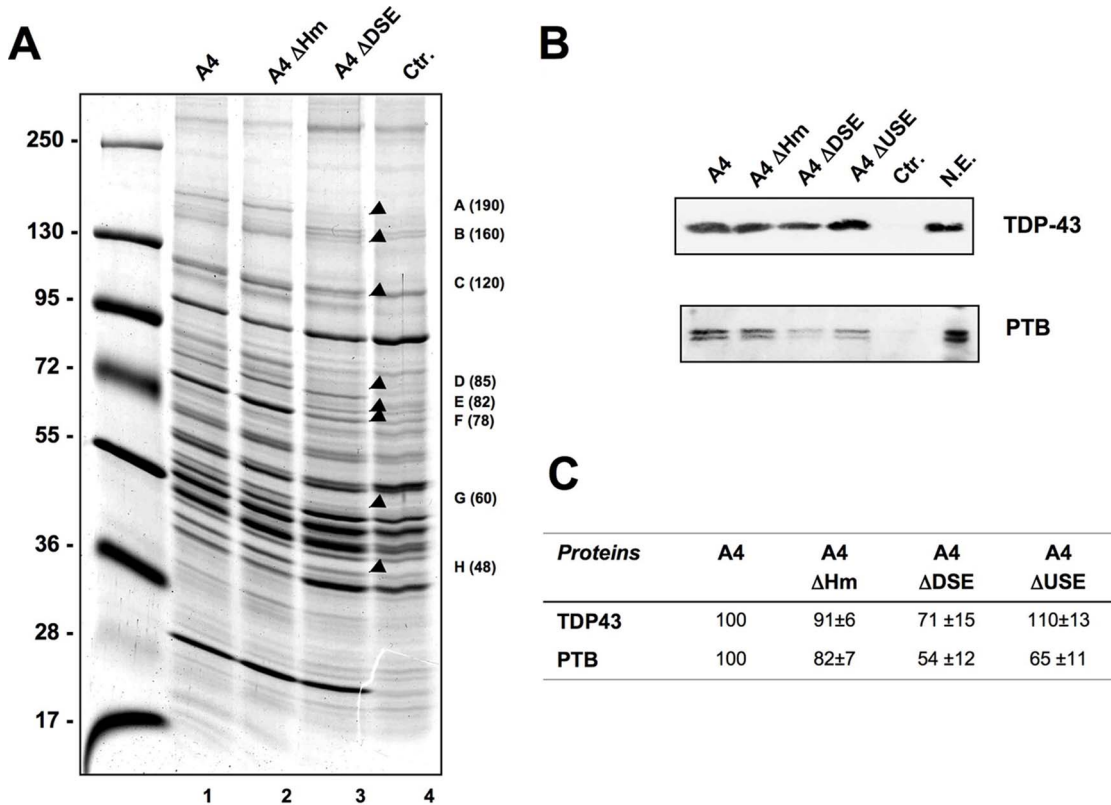 A
A4
A4 ΔHm
A4 ΔDSE
Ctr.
250 -
130 -
95 -
72 -
55 -
36 -
28 -
17 -
A (190)
B (160)
C (120)
D (85)
E (82)
F (78)
G (60)
H (48)
1 2 3 4
B
A4
A4 ΔHm
A4 ΔDSE
A4 ΔUSE
Ctr.
N.E.
TDP-43
PTB
C
Proteins A4 A4 A4 A4
ΔHm ΔDSE ΔUSE
TDP43 100 91±6 71 ±15 110±13
PTB 100 82±7 54 ±12 65 ±11